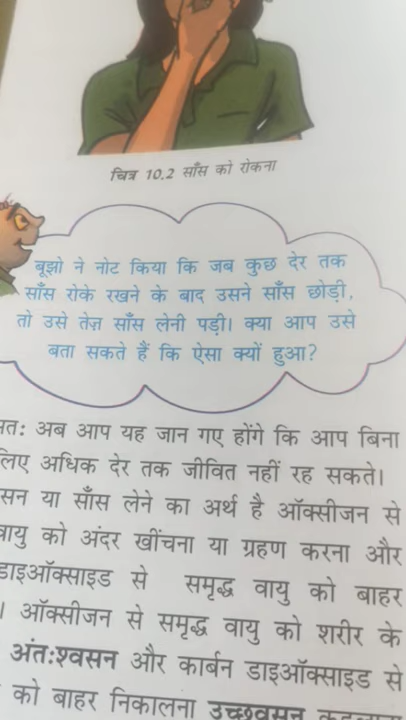 चित्र 10.2 साँस को रोकना
बूझो ने नोट किया कि जब कुछ देर तक
साँस रोके रखने के बाद उसने साँस छोड़ी,
तो उसे तेज़ साँस लेनी पड़ी। क्या आप उसे
बता सकते हैं कि ऐसा क्यों हुआ?
अब आप यह जान गए होंगे कि आप बिना
लिए अधिक देर तक जीवित नहीं रह सकते।
या साँस लेने का अर्थ है ऑक्सीजन से
को अंदर खींचना या ग्रहण करना और
डाइऑक्साइड से समृद्ध वायु को बाहर
। ऑक्सीजन से समृद्ध वायु को शरीर के
अंतःश्वसन और कार्बन डाइऑक्साइड से
को बाहर निकालना उच्छ्वसन